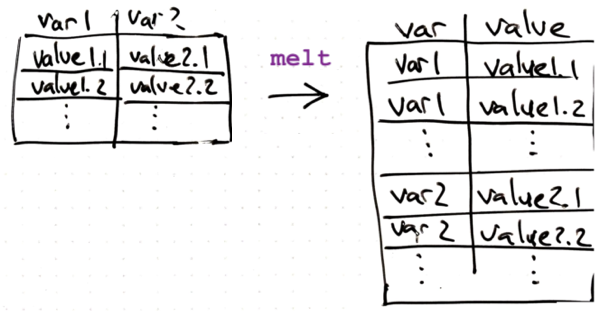 var1 var2
value1.1 value2.1
value1.2 value2.2
⋮ ⋮
melt
var value
var1 value1.1
var1 value1.2
⋮ ⋮
var2 value2.1
var2 value2.2
⋮ ⋮